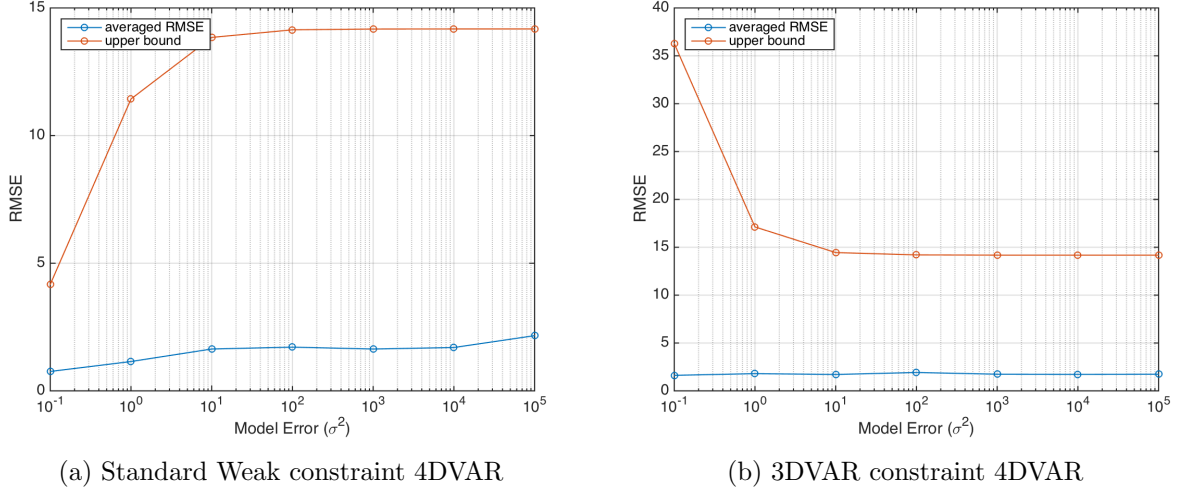 15
10
5
0
RMSE
averaged RMSE
upper bound
10^-1 10^0 10^1 10^2 10^3 10^4 10^5
Model Error (σ^2)
(a) Standard Weak constraint 4DVAR
40
35
30
25
20
15
10
5
0
RMSE
averaged RMSE
upper bound
10^-1 10^0 10^1 10^2 10^3 10^4 10^5
Model Error (σ^2)
(b) 3DVAR constraint 4DVAR